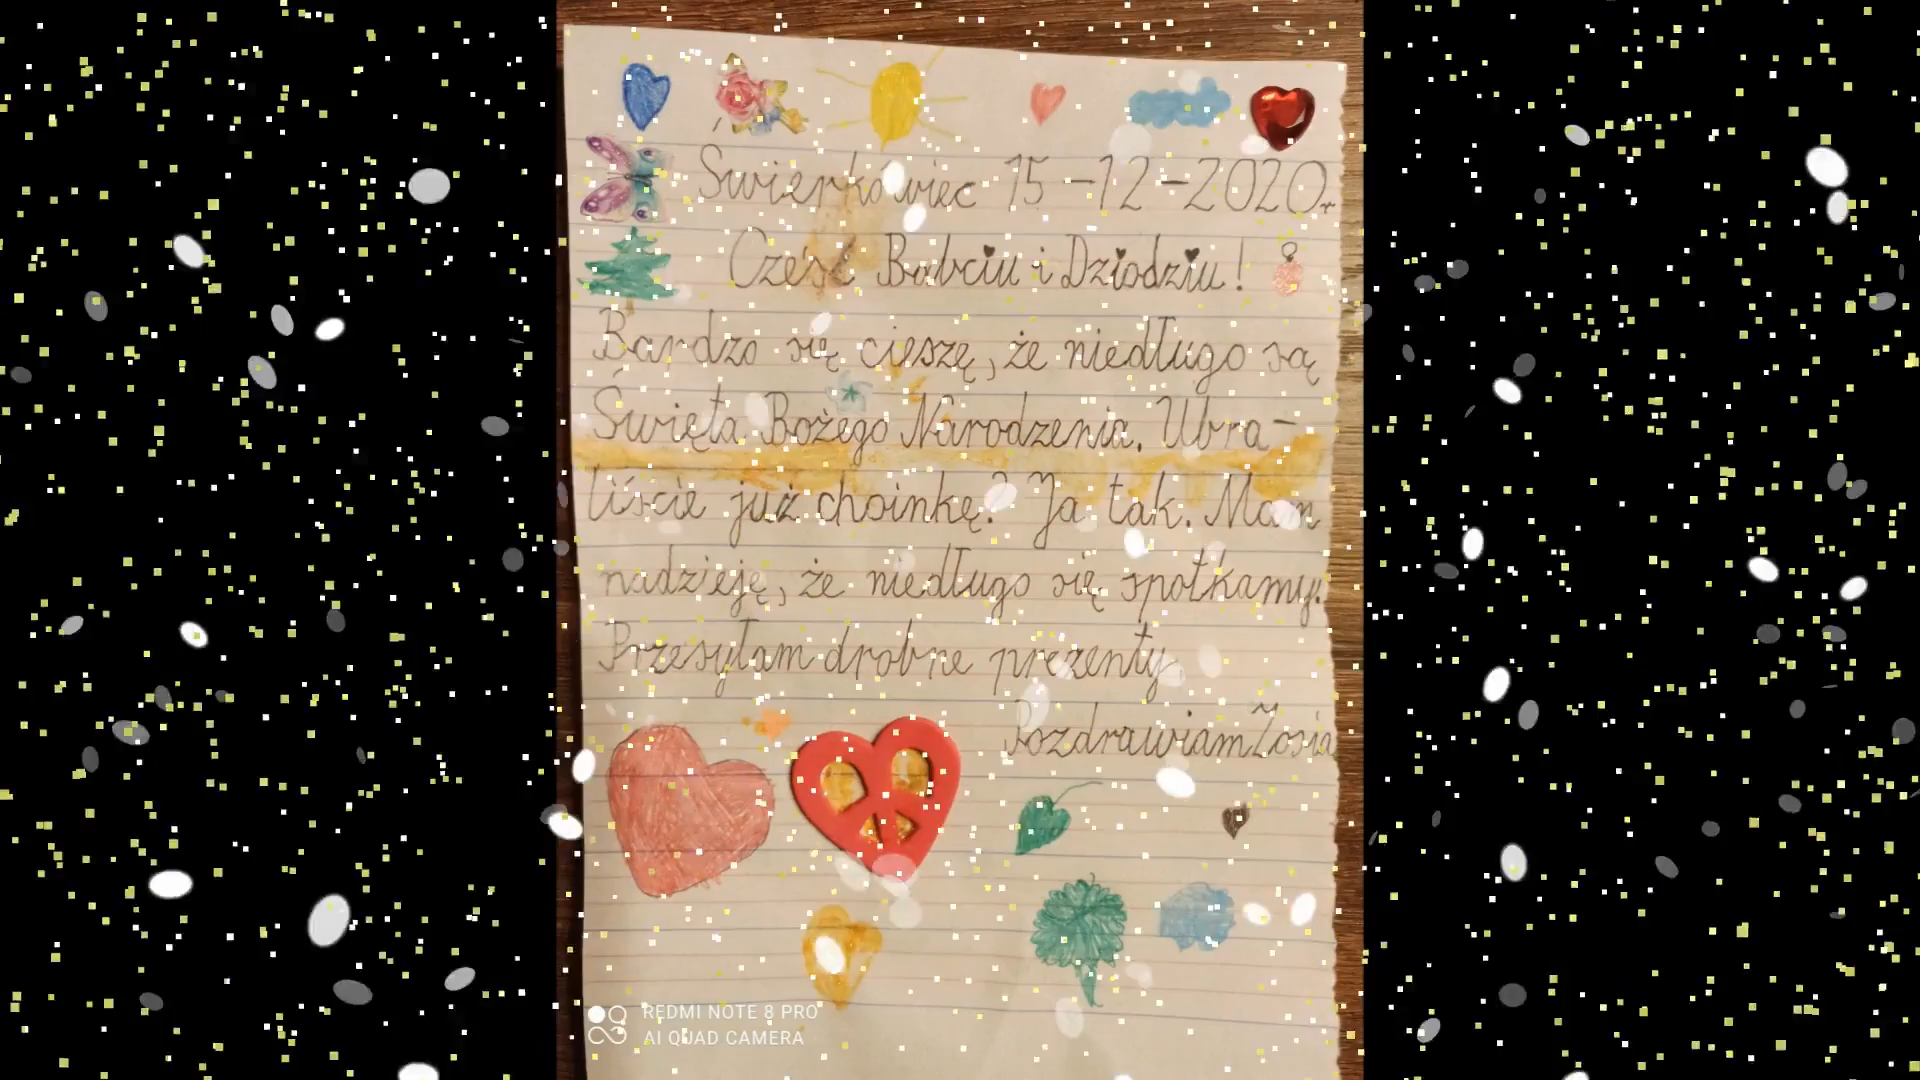 Świerkowiec 15-12-2020r
Cześć Babciu i Dziadziu!
Bardzo się cieszę, że niedługo są
Święta Bożego Narodzenia. Ubra-
liście już choinkę? Ja tak. Mam
nadzieję, że niedługo się spotkamy.
Przesyłam drobne prezenty
Pozdrawiam Zosia
REDMI NOTE 8 PRO
AI QUAD CAMERA